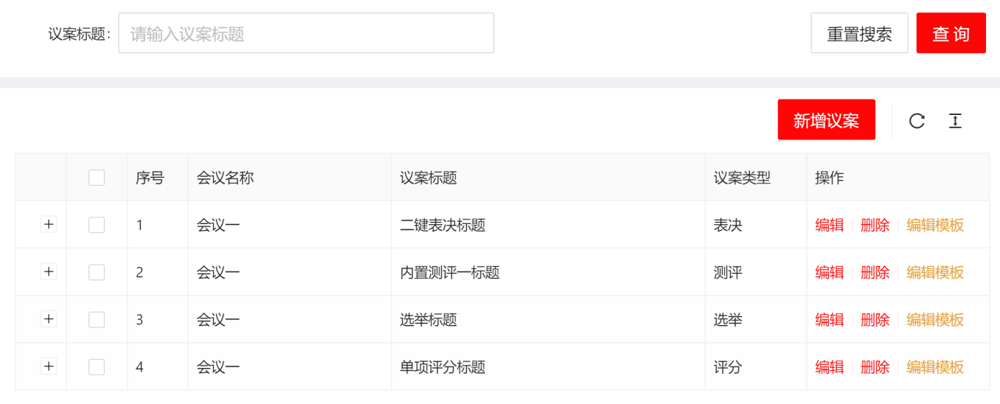 议案标题: 请输入议案标题 重置搜索 查 询
新增议案
序号 会议名称 议案标题 议案类型 操作
1 会议一 二键表决标题 表决 编辑 删除 编辑模板
2 会议一 内置测评一标题 测评 编辑 删除 编辑模板
3 会议一 选举标题 选举 编辑 删除 编辑模板
4 会议一 单项评分标题 评分 编辑 删除 编辑模板